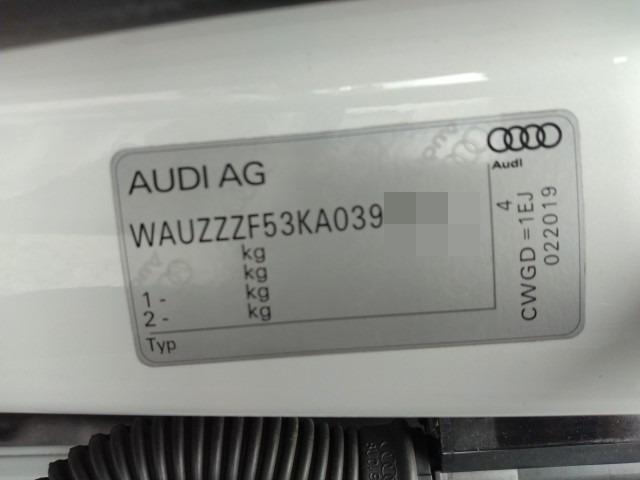 AUDI AG
Audi
WAUZZZF53KA039
kg
kg
1 - kg
2 - kg
Typ
4
CWGD =1EJ
022019